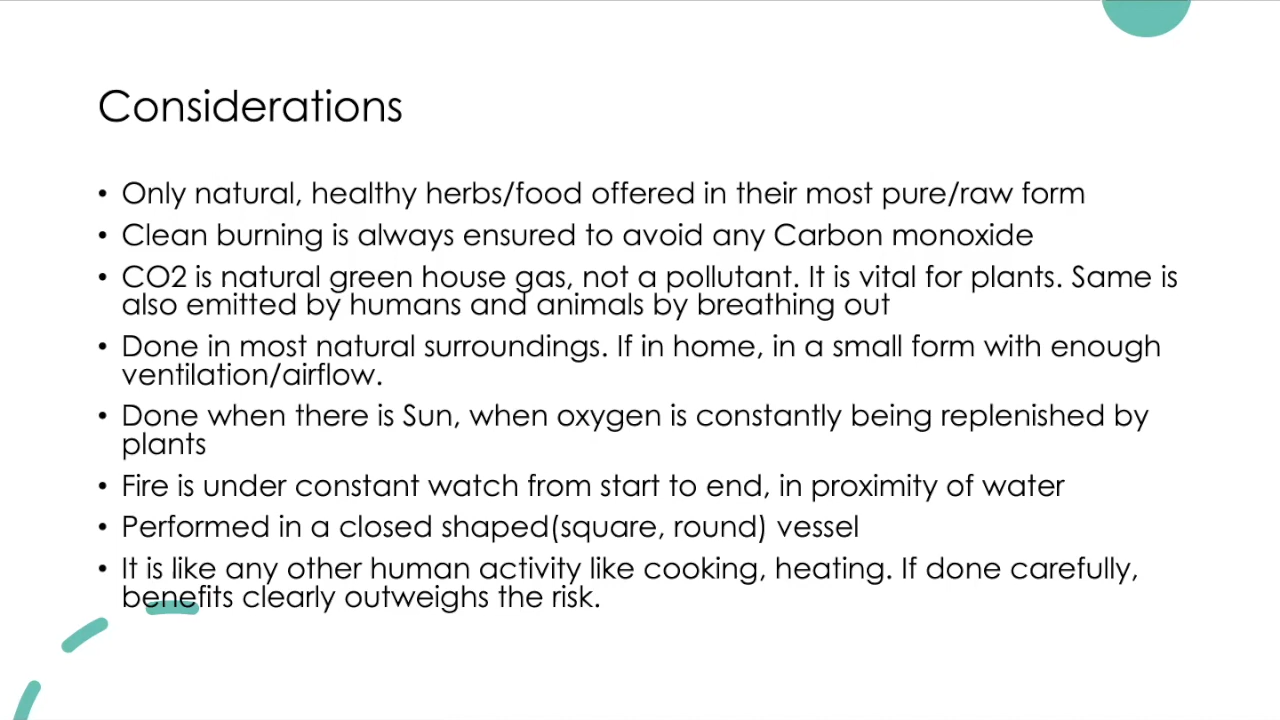 Considerations
• Only natural, healthy herbs/food offered in their most pure/raw form
• Clean burning is always ensured to avoid any Carbon monoxide
• CO2 is natural green house gas, not a pollutant. It is vital for plants. Same is
also emitted by humans and animals by breathing out
• Done in most natural surroundings. If in home, in a small form with enough
ventilation/airflow.
• Done when there is Sun, when oxygen is constantly being replenished by
plants
• Fire is under constant watch from start to end, in proximity of water
• Performed in a closed shaped(square, round) vessel
• It is like any other human activity like cooking, heating. If done carefully,
benefits clearly outweighs the risk.